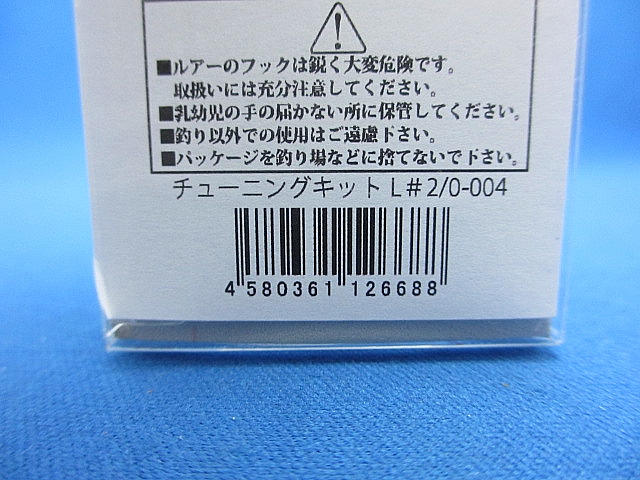 ■ルアーのフックは鋭く大変危険です。
取扱いには充分注意してください。
■乳幼児の手の届かない所に保管してください。
■釣り以外での使用はご遠慮下さい。
■パッケージを釣り場などに捨てないで下さい。
チューニングキット L＃2/0-004
4 580361 126688